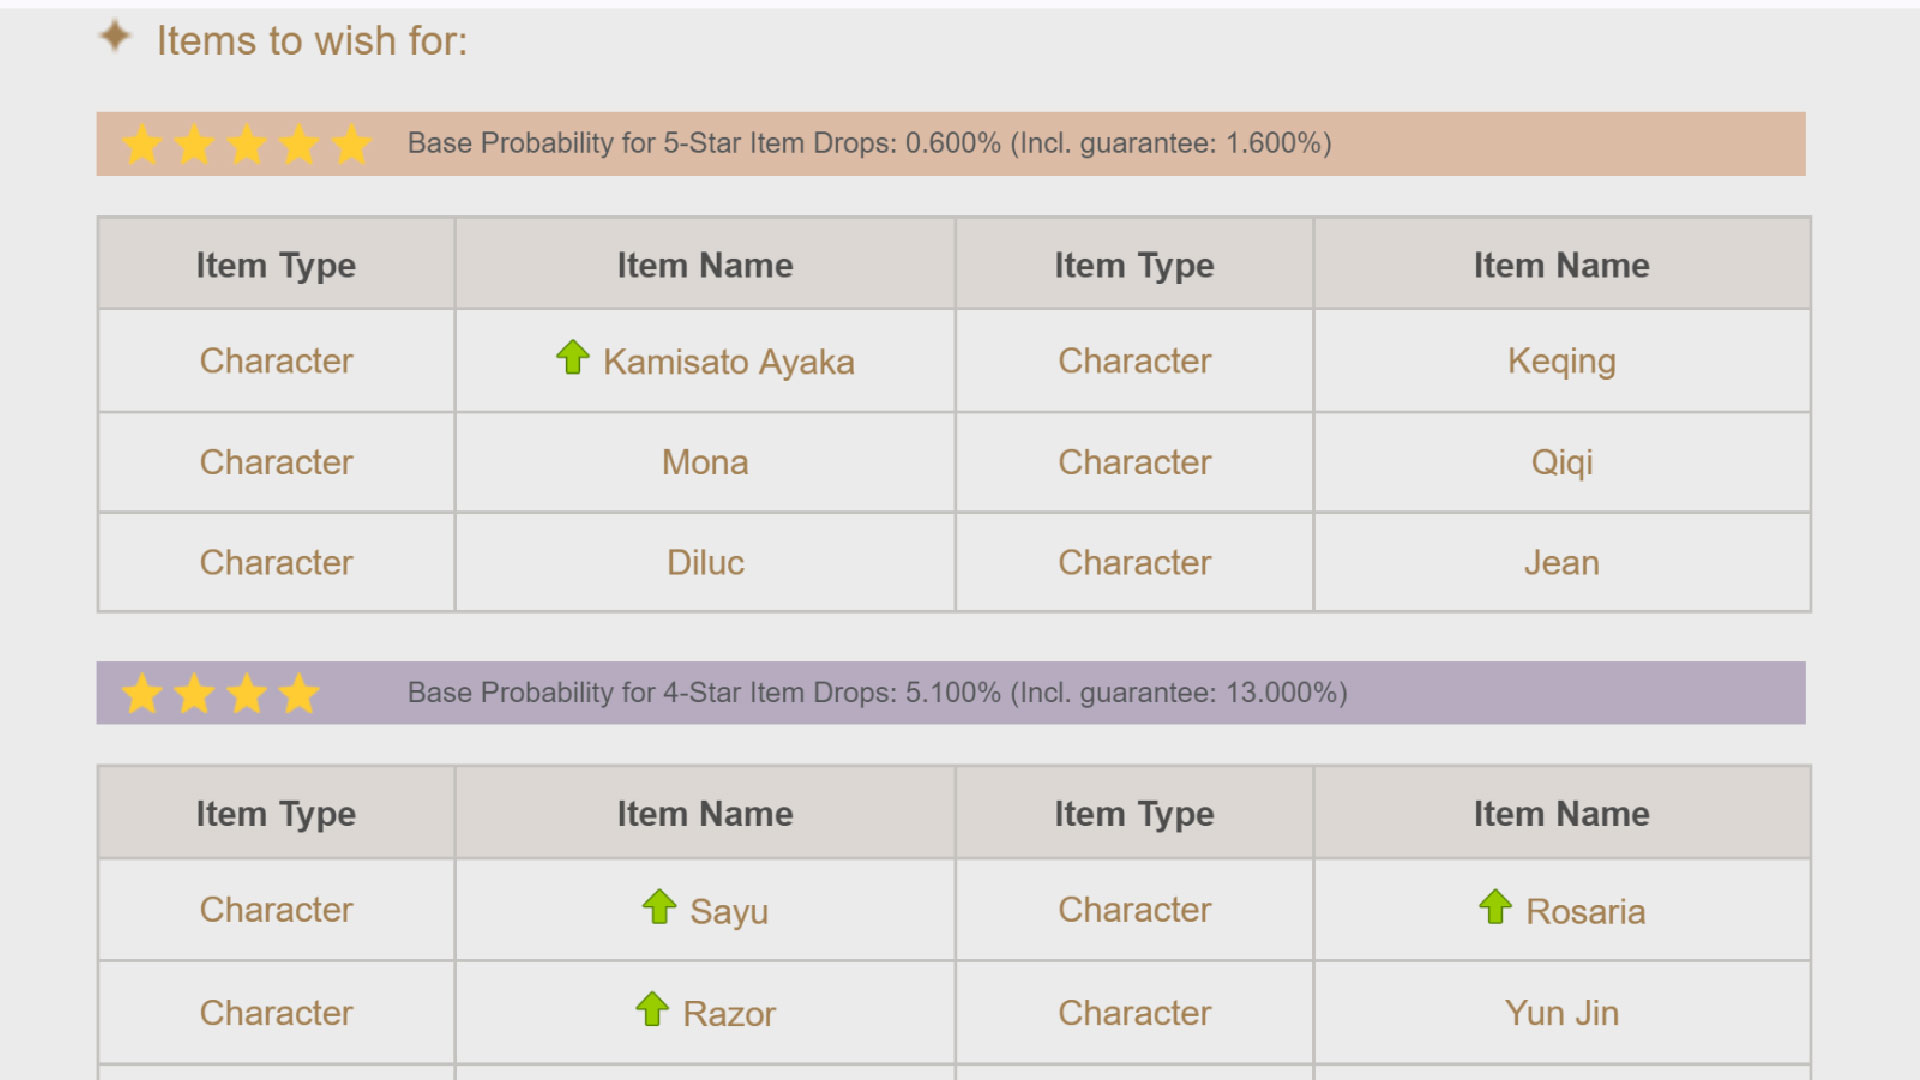 Items to wish for:
Base Probability for 5-Star Item Drops: 0.600% (Incl. guarantee: 1.600%)
Item Type Item Name Item Type Item Name
Character Kamisato Ayaka Character Keqing
Character Mona Character Qiqi
Character Diluc Character Jean
Base Probability for 4-Star Item Drops: 5.100% (Incl. guarantee: 13.000%)
Item Type Item Name Item Type Item Name
Character Sayu Character Rosaria
Character Razor Character Yun Jin